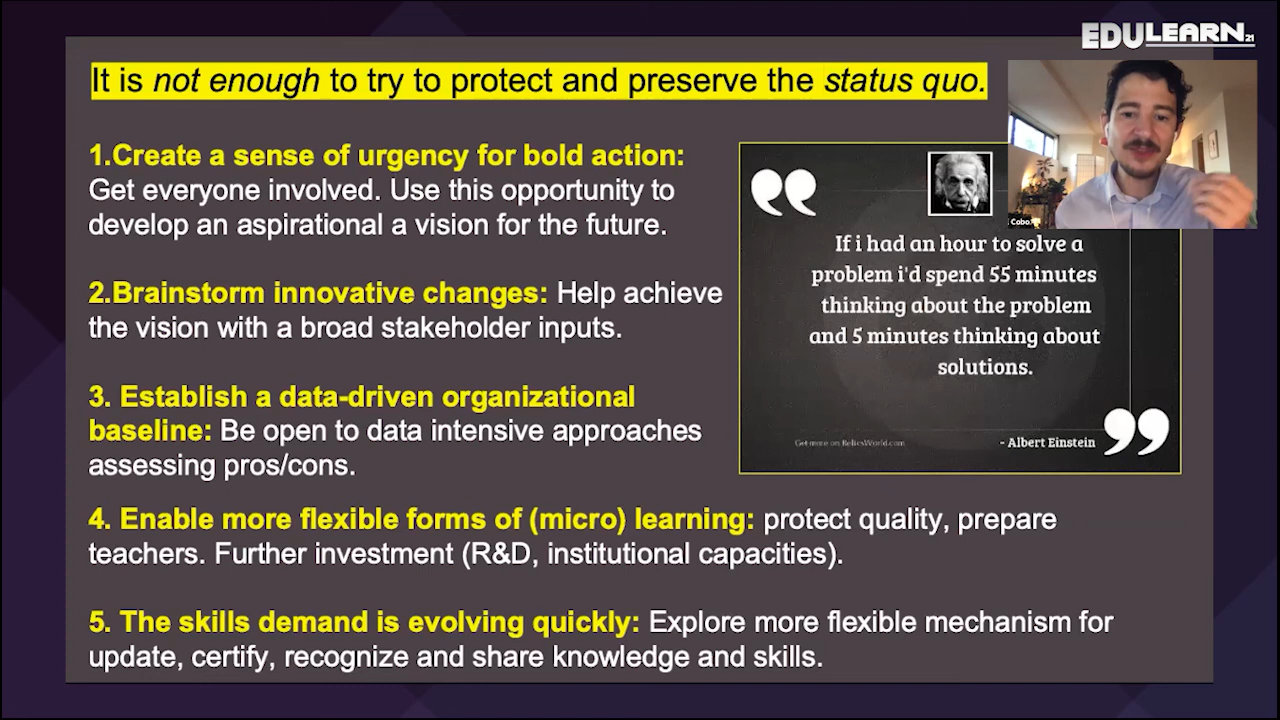 EDULEARN21
It is not enough to try to protect and preserve the status quo.
1.Create a sense of urgency for bold action:
Get everyone involved. Use this opportunity to
develop an aspirational a vision for the future.
2.Brainstorm innovative changes: Help achieve
the vision with a broad stakeholder inputs.
3. Establish a data-driven organizational
baseline: Be open to data intensive approaches
assessing pros/cons.
4. Enable more flexible forms of (micro) learning: protect quality, prepare
teachers. Further investment (R&D, institutional capacities).
5. The skills demand is evolving quickly: Explore more flexible mechanism for
update, certify, recognize and share knowledge and skills.
Cobo
“
If i had an hour to solve a
problem i'd spend 55 minutes
thinking about the problem
and 5 minutes thinking about
solutions.
Get more on RelicsWorld.com
- Albert Einstein
”